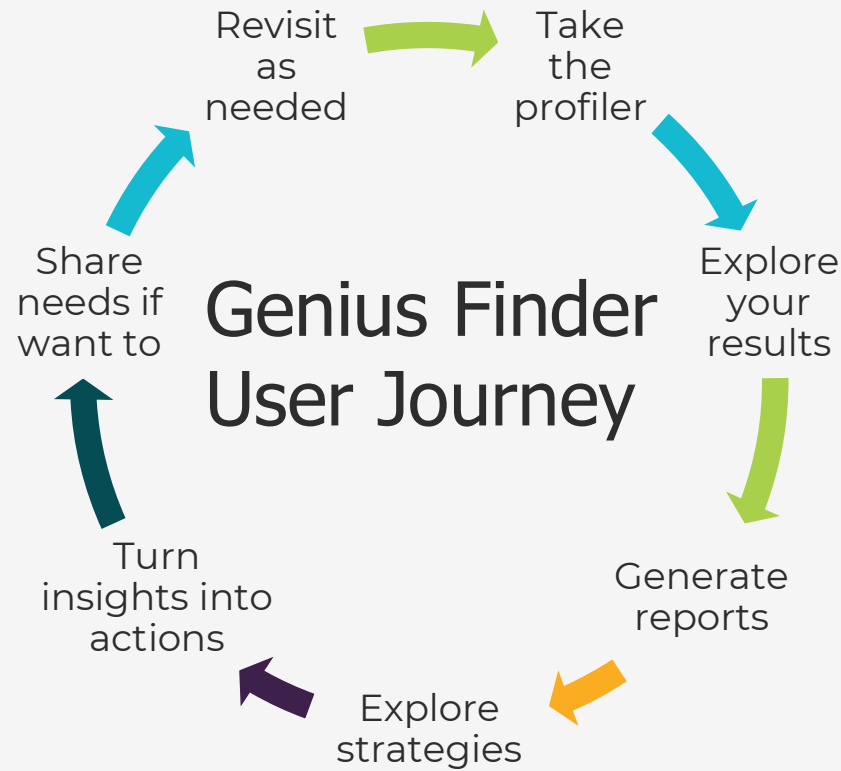 Genius Finder
User Journey
Take
the
profiler
Explore
your
results
Generate
reports
Explore
strategies
Turn
insights into
actions
Share
needs if
want to
Revisit
as
needed